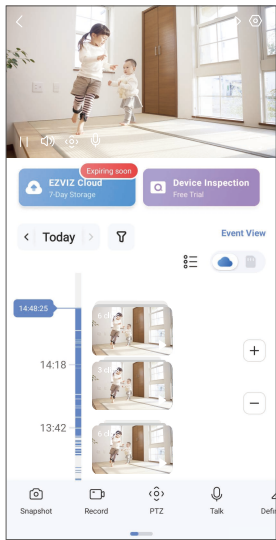 Expiring soon
EZVIZ Cloud
7-Day Storage
Device Inspection
Free Trial
Today
Event View
14:48:25
14:18
13:42
Snapshot
Record
PTZ
Talk